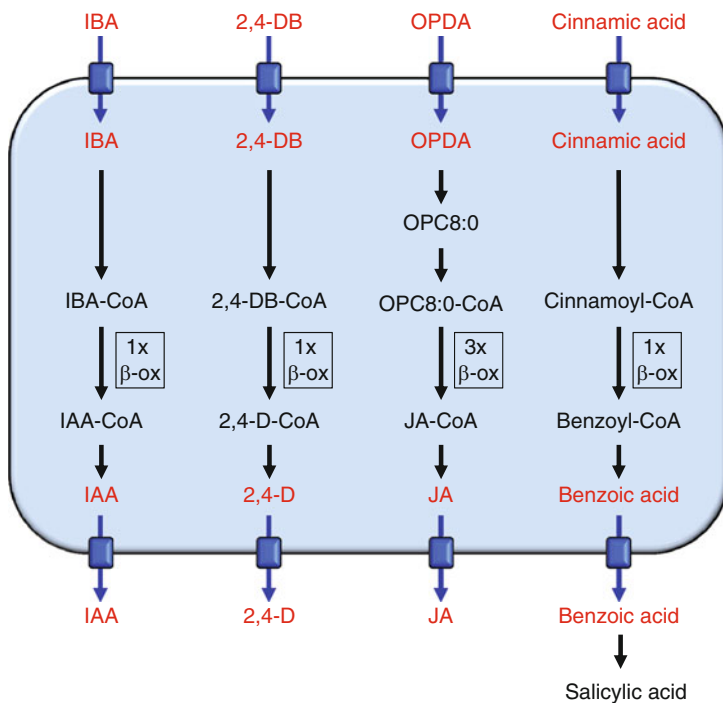 IBA 2,4-DB OPDA Cinnamic acid
IBA 2,4-DB OPDA Cinnamic acid
OPC8:0
IBA-CoA 2,4-DB-CoA OPC8:0-CoA Cinnamoyl-CoA
1x 1x 3x 1x
β-ox β-ox β-ox β-ox
IAA-CoA 2,4-D-CoA JA-CoA Benzoyl-CoA
IAA 2,4-D JA Benzoic acid
IAA 2,4-D JA Benzoic acid
Salicylic acid